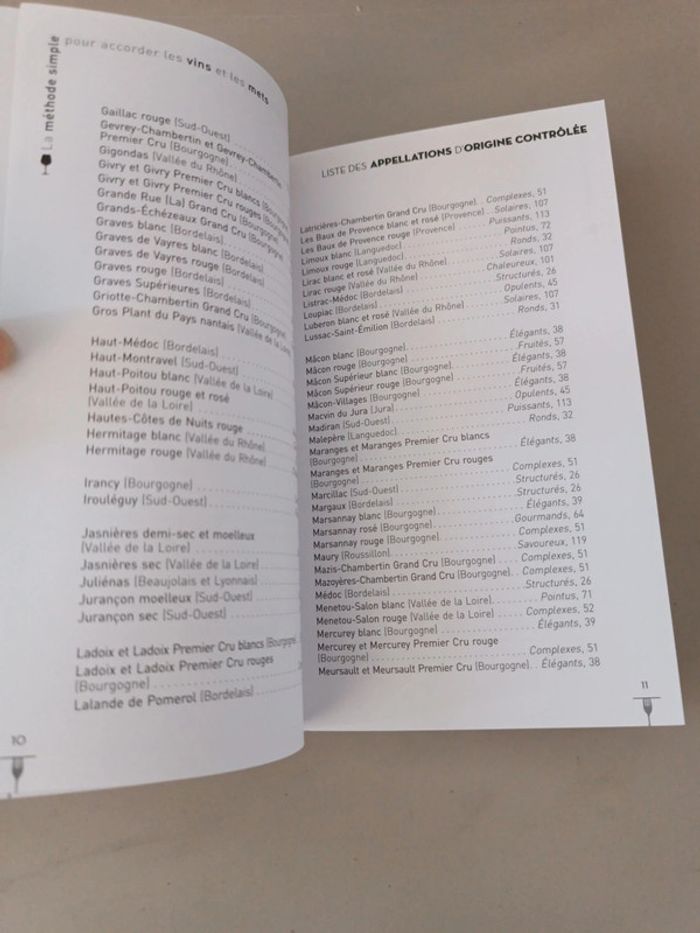 La méthode simple pour accorder les vins et les mets
Gaillac rouge (Sud-Ouest)
Gevrey-Chambertin et Gevrey-Chambertin
Premier Cru (Bourgogne)
Gigondas (Vallée du Rhône)
Givry et Givry Premier Cru blancs (Bourgogne)
Givry et Givry Premier Cru rouges (Bourgogne)
Grande Rue (La) Grand Cru (Bourgogne)
Grands-Échézeaux Grand Cru (Bourgogne)
Graves blanc (Bordelais)
Graves de Vayres blanc (Bordelais)
Graves de Vayres rouge (Bordelais)
Graves rouge (Bordelais)
Graves Supérieures (Bordelais)
Griotte-Chambertin Grand Cru (Bourgogne)
Gros Plant du Pays nantais (Vallée de la Loire)
Haut-Médoc (Bordelais)
Haut-Montravel (Sud-Ouest)
Haut-Poitou blanc (Vallée de la Loire)
Haut-Poitou rouge et rosé
(Vallée de la Loire)
Hautes-Côtes de Nuits rouge
Hermitage blanc (Vallée du Rhône)
Hermitage rouge (Vallée du Rhône)
Irancy (Bourgogne)
Irouléguy (Sud-Ouest)
Jasnières demi-sec et moelleux
(Vallée de la Loire)
Jasnières sec (Vallée de la Loire)
Juliénas (Beaujolais et Lyonnais)
Jurançon moelleux (Sud-Ouest)
Jurançon sec (Sud-Ouest)
Ladoix et Ladoix Premier Cru blancs (Bourgogne)
Ladoix et Ladoix Premier Cru rouges
(Bourgogne)
Lalande de Pomerol (Bordelais)
10
LISTE DES APPELLATIONS D'ORIGINE CONTRÔLÉE
Latricières-Chambertin Grand Cru (Bourgogne). Complexes, 51
Les Baux de Provence blanc et rosé (Provence) . Solaires, 107
Les Baux de Provence rouge (Provence) . . . . . Puissants, 113
Limoux blanc (Languedoc) . . . . . Pointus, 72
Limoux rouge (Languedoc) . . . . . Ronds, 32
Lirac blanc et rosé (Vallée du Rhône) . . . . . Solaires, 107
Lirac rouge (Vallée du Rhône) . . . . . Chaleureux, 101
Listrac-Médoc (Bordelais) . . . . . Structurés, 26
Loupiac (Bordelais) . . . . . Opulents, 45
Luberon blanc et rosé (Vallée du Rhône) . . . . . Solaires, 107
Lussac-Saint-Émilion (Bordelais) . . . . . Ronds, 31
Mâcon blanc (Bourgogne) . . . . . Élégants, 38
Mâcon rouge (Bourgogne) . . . . . Fruités, 57
Mâcon Supérieur blanc (Bourgogne) . . . . . Élégants, 38
Mâcon Supérieur rouge (Bourgogne) . . . . . Fruités, 57
Mâcon-Villages (Bourgogne) . . . . . Élégants, 38
Macvin du Jura (Jura) . . . . . Opulents, 45
Madiran (Sud-Ouest) . . . . . Puissants, 113
Malepère (Languedoc) . . . . . Ronds, 32
Maranges et Maranges Premier Cru blancs
(Bourgogne) . . . . . Élégants, 38
Maranges et Maranges Premier Cru rouges
(Bourgogne) . . . . . Complexes, 51
Marcillac (Sud-Ouest) . . . . . Structurés, 26
Margaux (Bordelais) . . . . . Structurés, 26
Marsannay blanc (Bourgogne) . . . . . Élégants, 39
Marsannay rosé (Bourgogne) . . . . . Gourmands, 64
Marsannay rouge (Bourgogne) . . . . . Complexes, 51
Maury (Roussillon) . . . . . Savoureux, 119
Mazis-Chambertin Grand Cru (Bourgogne) . . . . . Complexes, 51
Mazoyères-Chambertin Grand Cru (Bourgogne). . Complexes, 51
Médoc (Bordelais) . . . . . Structurés, 26
Menetou-Salon blanc (Vallée de la Loire). . . . . Pointus, 71
Menetou-Salon rouge (Vallée de la Loire) . . . . . Complexes, 52
Mercurey blanc (Bourgogne) . . . . . Élégants, 39
Mercurey et Mercurey Premier Cru rouge
(Bourgogne) . . . . . Complexes, 51
Meursault et Meursault Premier Cru (Bourgogne). . Élégants, 38
11